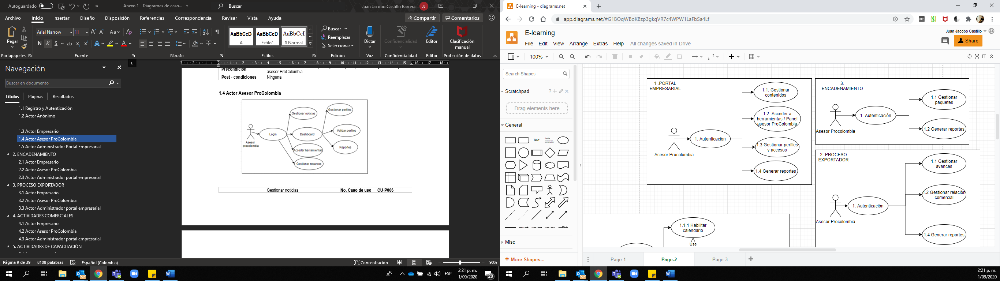 Autoguardado
Anexo 1 - Diagramas de caso...
Buscar
Juan Jacobo Castillo Barrera
JJ
Archivo
Inicio
Insertar
Diseño
Disposición
Referencias
Correspondencia
Revisar
Vista
Ayuda
Compartir
Comentarios
Pegar
Arial Narrow
11
N K S ab x₂ x²
Portapapeles
Fuente
Párrafo
AaBbCcD
A
AaBbCcD
Estilo1
AaBbCcI
¶ Normal
Estilos
Buscar
Reemplazar
Seleccionar
Edición
Dictar
Voz
Confidencialidad
Confidencialidad
Editor
Editor
Clasificación
manual
Protección de datos
Navegación
Buscar en documento
Títulos
Páginas
Resultados
1.1 Registro y Autenticación
1.2 Actor Anónimo
1.3 Actor Empresario
1.4 Actor Asesor ProColombia
1.5 Actor Administrador Portal Empresarial
2. ENCADENAMIENTO
2.1 Actor Empresario
2.2 Actor Asesor ProColombia
2.3 Actor Administrador portal empresarial
3. PROCESO EXPORTADOR
3.1 Actor Empresario
3.2 Actor Asesor ProColombia
3.3 Actor Administrador portal empresarial
4. ACTIVIDADES COMERCIALES
4.1 Actor Empresario
4.2 Actor Asesor ProColombia
4.3 Actor Administrador portal empresarial
5. ACTIVIDADES DE CAPACITACIÓN
Precondición
asesor ProColombia.
Post - condiciones
Ninguna
1.4 Actor Asesor ProColombia
Asesor
procolombia
Login
Gestionar noticias
Dashboard
Acceder herramientas
Gestionar recursos
Gestionar perfiles
Validar perfiles
Reportes
Gestionar noticias
No. Caso de uso
CU-P006
Página 9 de 39
8108 palabras
Español (Colombia)
Concentración
90%
ESP
2:21 p. m.
1/09/2020
20
E-learning - diagrams.net
app.diagrams.net/#G1BOqWBoKBzp3gkqVR7c4WPW1LaFbSa4Lf
E-learning
File
Edit
View
Arrange
Extras
Help
All changes saved in Drive
Juan Jacobo Castillo
Share
100%
Search Shapes
Scratchpad
Drag elements here
General
Text
Misc
+ More Shapes...
1 .PORTAL
EMPRESARIAL
Asesor Procolombia
1. Autenticación
1.1. Gestionar
contenidos
1.2 Acceder a
herramientas / Panel
asesor ProColombia
1.3 Gestionar perfiles
y accesos
1.4 Generar reportes
3.
ENCADENAMIENTO
Asesor Procolombia
1. Autenticación
1.1 Gestionar
paquetes
1.2 Generar reportes
2. PROCESO
EXPORTADOR
Asesor Procolombia
1. Autenticación
1.1 Gestionar
avances
1.2 Gestionar relación
comercial
1.4 Generar reportes
1.1.1 Habilitar
calendario
Use
Page-1
Page-2
Page-3
2:21 p. m.
1/09/2020